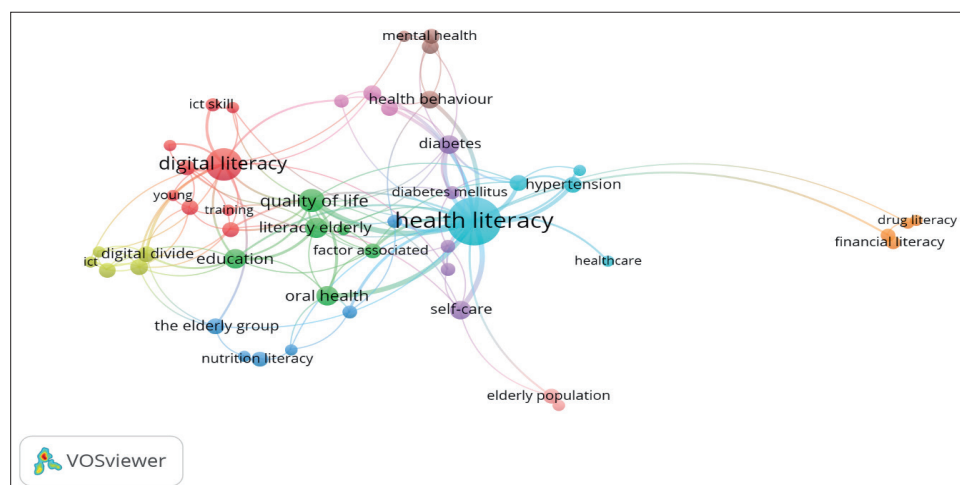 mental health
ict skill
health behaviour
diabetes
digital literacy
young
training
quality of life
diabetes mellitus
hypertension
health literacy
literacy elderly
drug literacy
financial literacy
ict
digital divide
education
factor associated
healthcare
oral health
self-care
the elderly group
nutrition literacy
elderly population
VOSviewer